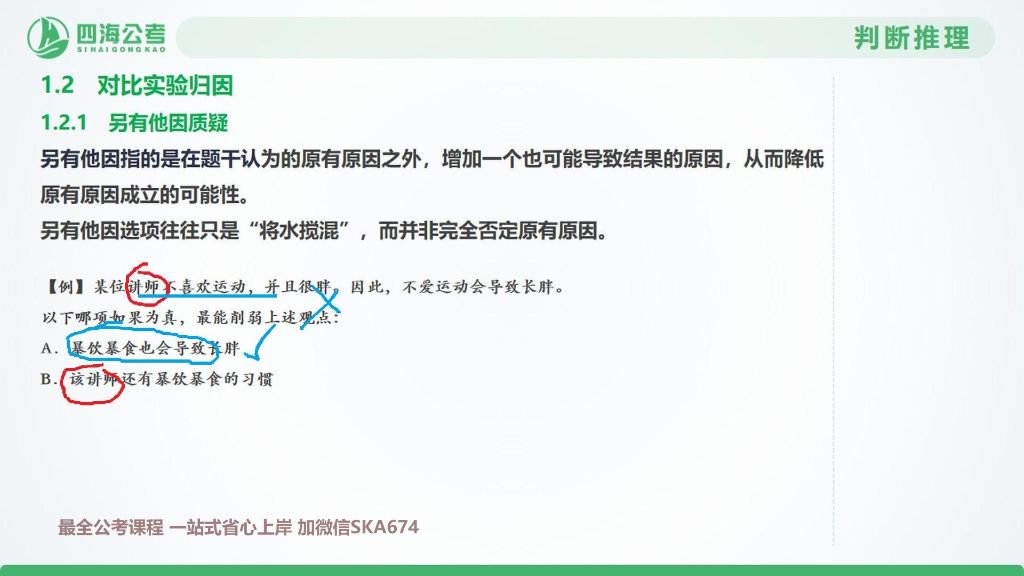 四海公考
SIHAIGONGKAO
判断推理
1.2 对比实验归因
1.2.1 另有他因质疑
另有他因指的是在题干认为的原有原因之外，增加一个也可能导致结果的原因，从而降低
原有原因成立的可能性。
另有他因选项往往只是“将水搅混”，而并非完全否定原有原因。
【例】某位讲师不喜欢运动，并且很胖。因此，不爱运动会导致长胖。
以下哪项如果为真，最能削弱上述观点：
A. 暴饮暴食也会导致长胖
B. 该讲师还有暴饮暴食的习惯
最全公考课程 一站式省心上岸 加微信SKA674